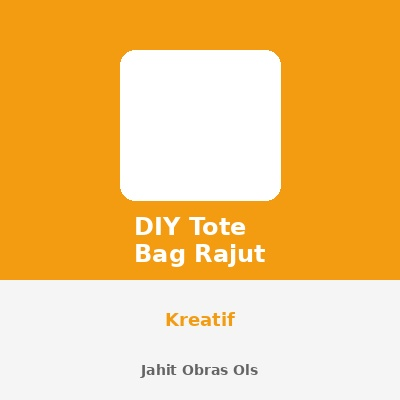 DIY Tote
Bag Rajut
Kreatif
Jahit Obras Ols